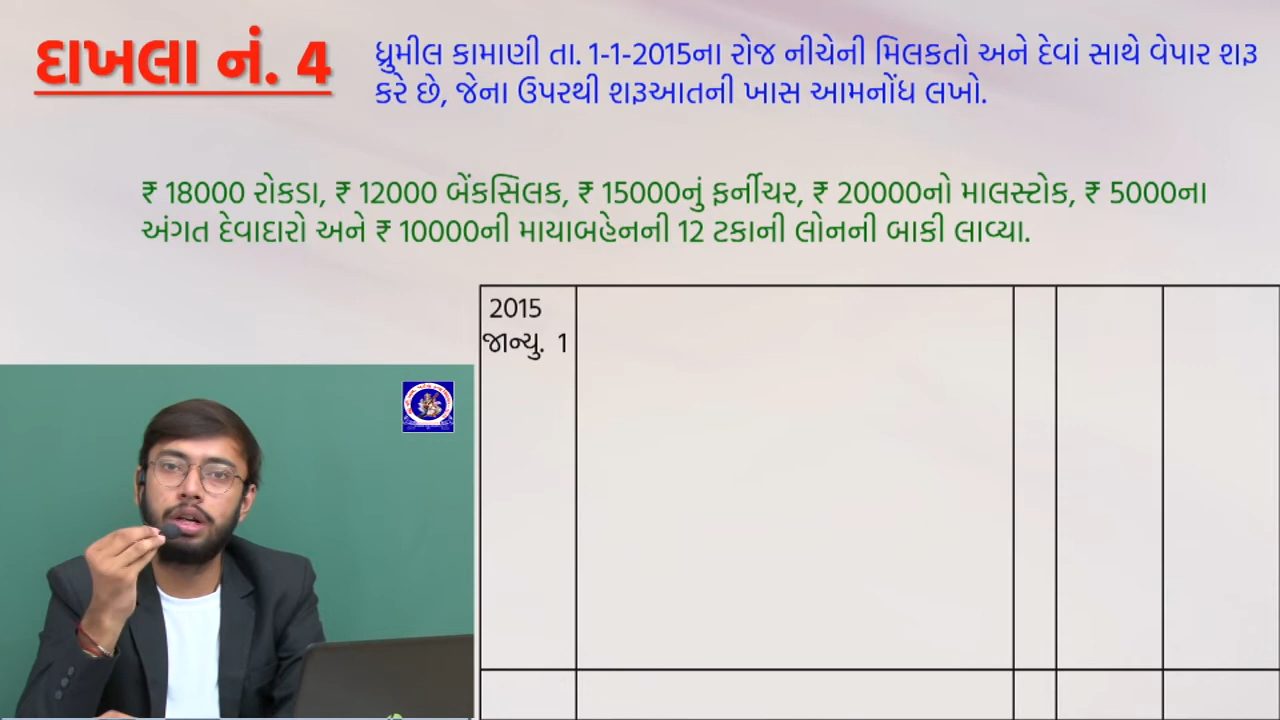 દાખલા નં. 4
ધ્રુમીલ કામાણી તા. 1-1-2015ના રોજ નીચેની મિલકતો અને દેવાં સાથે વેપાર શરૂ
કરે છે, જેના ઉપરથી શરૂઆતની ખાસ આમનોંધ લખો.
₹ 18000 રોકડા, ₹ 12000 બેંકસિલક, ₹ 15000નું ફર્નીચર, ₹ 20000નો માલસ્ટોક, ₹ 5000ના
અંગત દેવાદારો અને ₹ 10000ની માયાબહેનની 12 ટકાની લોનની બાકી લાવ્યા.
2015
જાન્યુ. 1